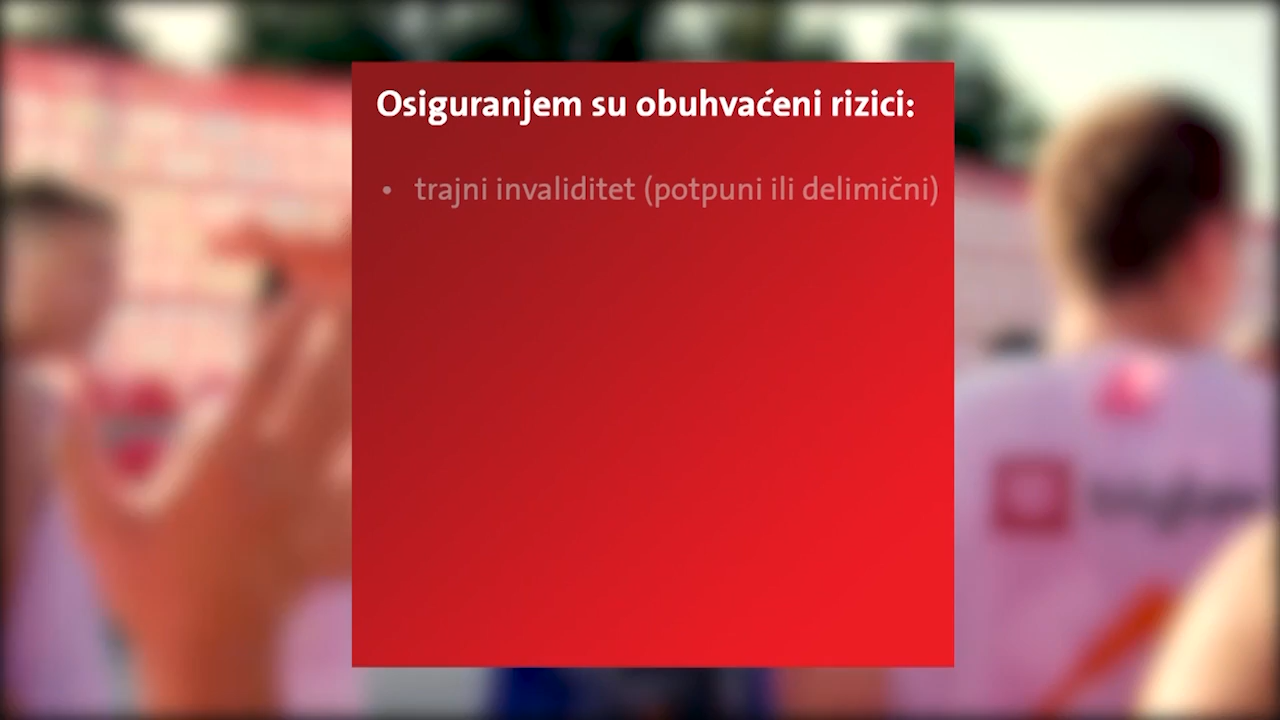 Osiguranjem su obuhvaćeni rizici:
• trajni invaliditet (potpuni ili delimični)